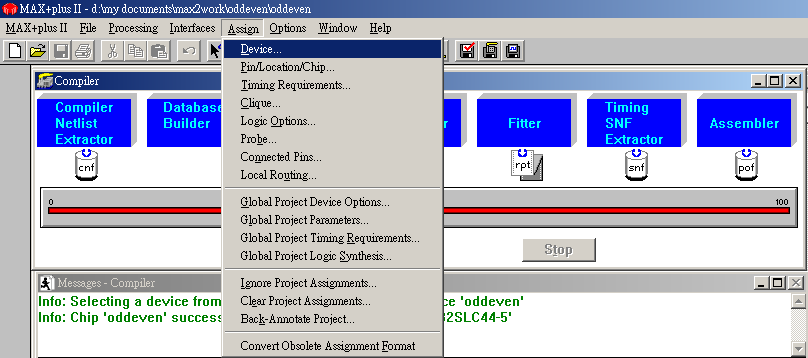 MAX+plus II - d:\my documents\max2work\oddeven\oddeven
MAX+plus II File Processing Interfaces Assign Options Window Help
Device...
Pin/Location/Chip...
Timing Requirements...
Clique...
Logic Options...
Probe...
Connected Pins...
Local Routing...
Global Project Device Options...
Global Project Parameters...
Global Project Timing Requirements...
Global Project Logic Synthesis...
Ignore Project Assignments...
Clear Project Assignments...
Back-Annotate Project...
Convert Obsolete Assignment Format
Compiler
Compiler
Netlist
Extractor
cnf
Database
Builder
r
Fitter
rpt
Timing
SNF
Extractor
snf
Assembler
pof
0 100
Stop
Messages - Compiler
Info: Selecting a device from ce 'oddeven'
Info: Chip 'oddeven' success 32SLC44-5'